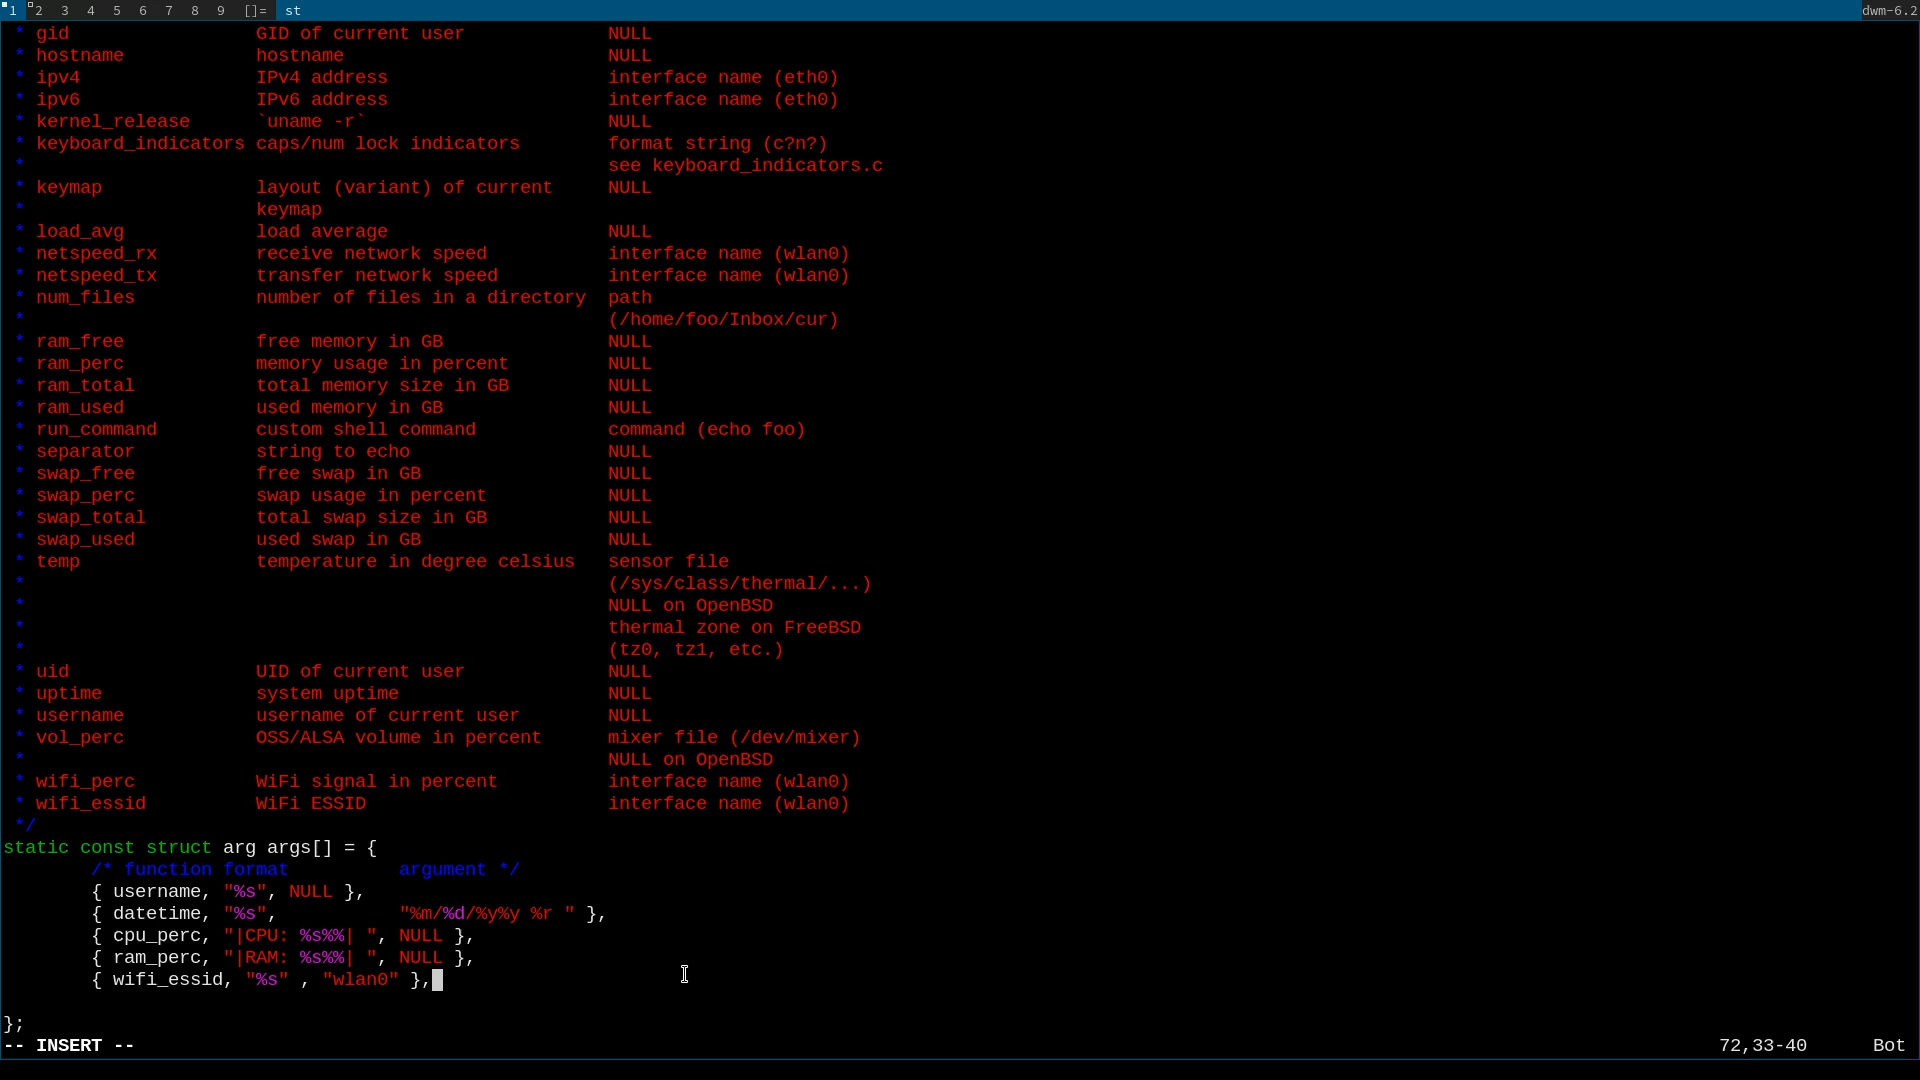 1 2 3 4 5 6 7 8 9 []= st dwm-6.2
* gid GID of current user NULL
* hostname hostname NULL
* ipv4 IPv4 address interface name (eth0)
* ipv6 IPv6 address interface name (eth0)
* kernel_release `uname -r` NULL
* keyboard_indicators caps/num lock indicators format string (c?n?)
* see keyboard_indicators.c
* keymap layout (variant) of current NULL
* keymap
* load_avg load average NULL
* netspeed_rx receive network speed interface name (wlan0)
* netspeed_tx transfer network speed interface name (wlan0)
* num_files number of files in a directory path
* (/home/foo/Inbox/cur)
* ram_free free memory in GB NULL
* ram_perc memory usage in percent NULL
* ram_total total memory size in GB NULL
* ram_used used memory in GB NULL
* run_command custom shell command command (echo foo)
* separator string to echo NULL
* swap_free free swap in GB NULL
* swap_perc swap usage in percent NULL
* swap_total total swap size in GB NULL
* swap_used used swap in GB NULL
* temp temperature in degree celsius sensor file
* (/sys/class/thermal/...)
* NULL on OpenBSD
* thermal zone on FreeBSD
* (tz0, tz1, etc.)
* uid UID of current user NULL
* uptime system uptime NULL
* username username of current user NULL
* vol_perc OSS/ALSA volume in percent mixer file (/dev/mixer)
* NULL on OpenBSD
* wifi_perc WiFi signal in percent interface name (wlan0)
* wifi_essid WiFi ESSID interface name (wlan0)
*/
static const struct arg args[] = {
/* function format argument */
{ username, "%s", NULL },
{ datetime, "%s", "%m/%d/%y%y %r " },
{ cpu_perc, "|CPU: %s%%| ", NULL },
{ ram_perc, "|RAM: %s%%| ", NULL },
{ wifi_essid, "%s" , "wlan0" },
};
-- INSERT -- 72,33-40 Bot